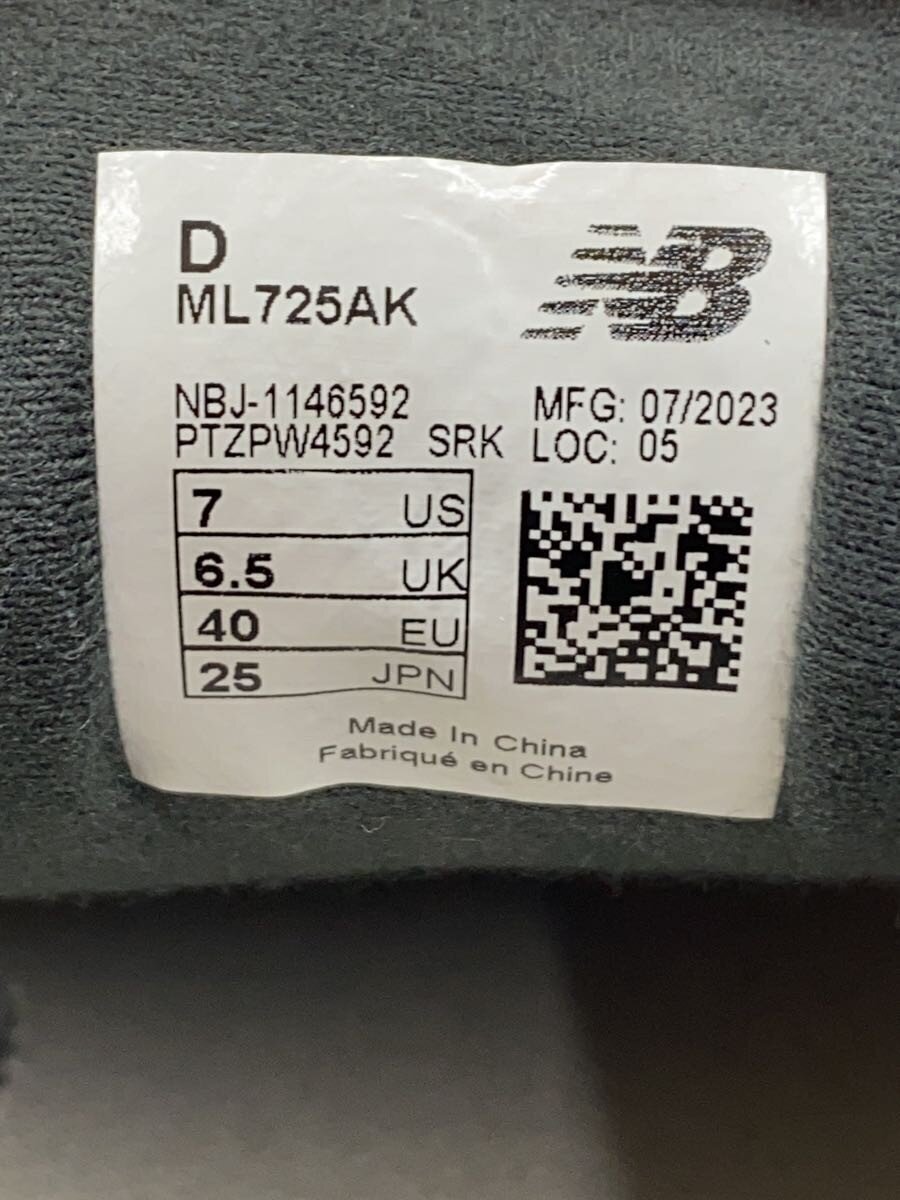 D
NB
ML725AK
NBJ-1146592 MFG: 07/2023
PTZPW4592 SRK LOC: 05
7 US
6.5 UK
40 EU
25 JPN
Made In China
Fabriqué en Chine